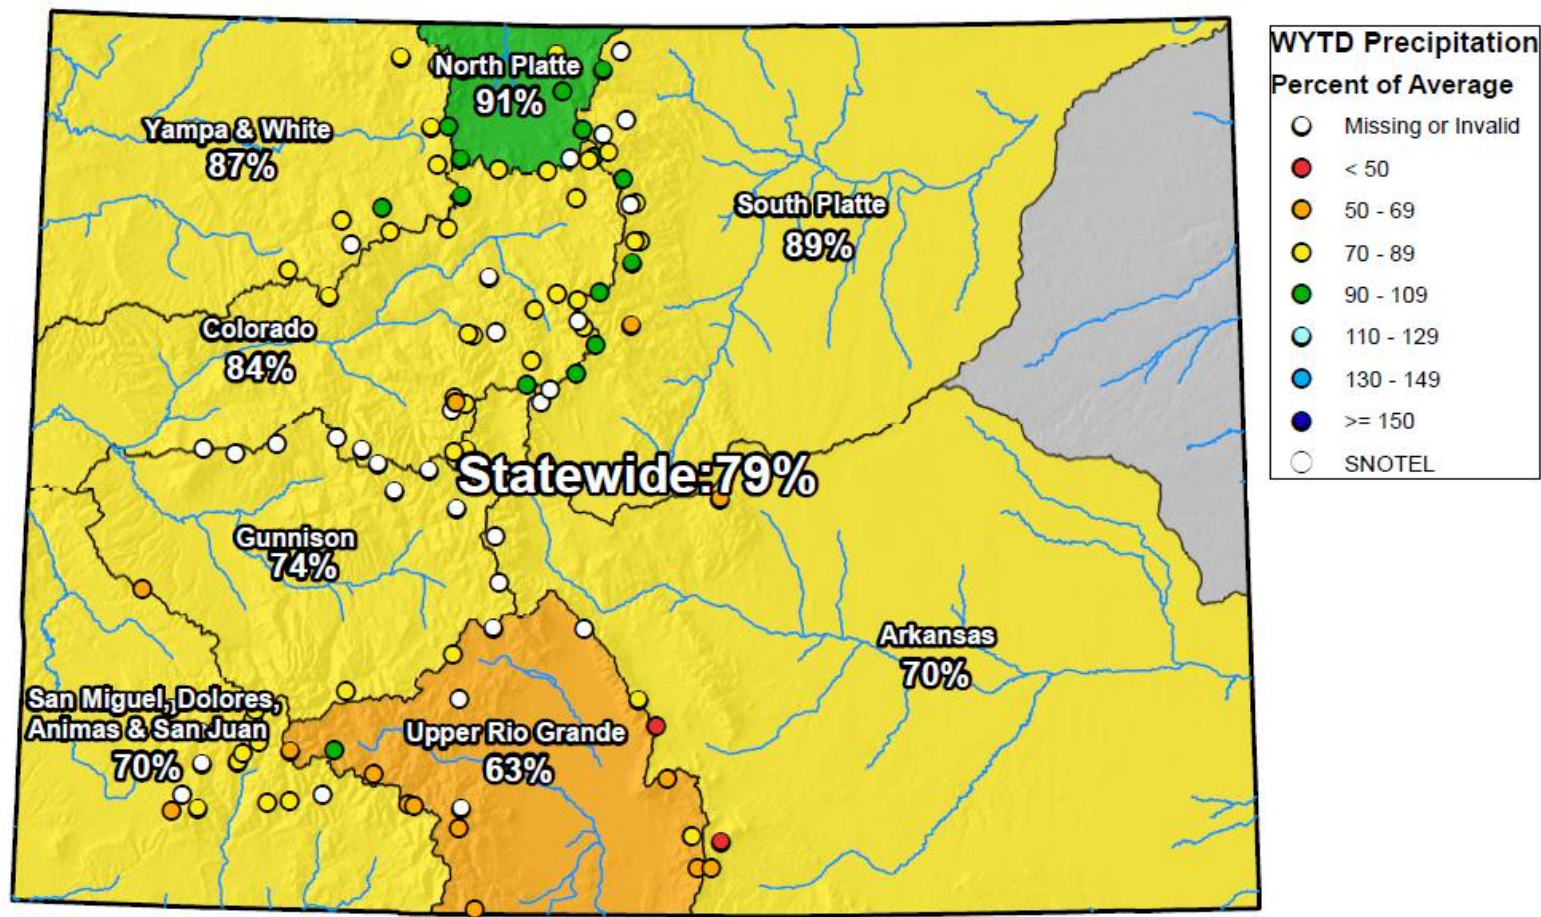 North Platte
91%
Yampa & White
87%
South Platte
89%
Colorado
84%
Statewide:79%
Gunnison
74%
Arkansas
70%
San Miguel, Dolores,
Animas & San Juan
70%
Upper Rio Grande
63%
WYTD Precipitation
Percent of Average
Missing or Invalid
< 50
50 - 69
70 - 89
90 - 109
110 - 129
130 - 149
>= 150
SNOTEL